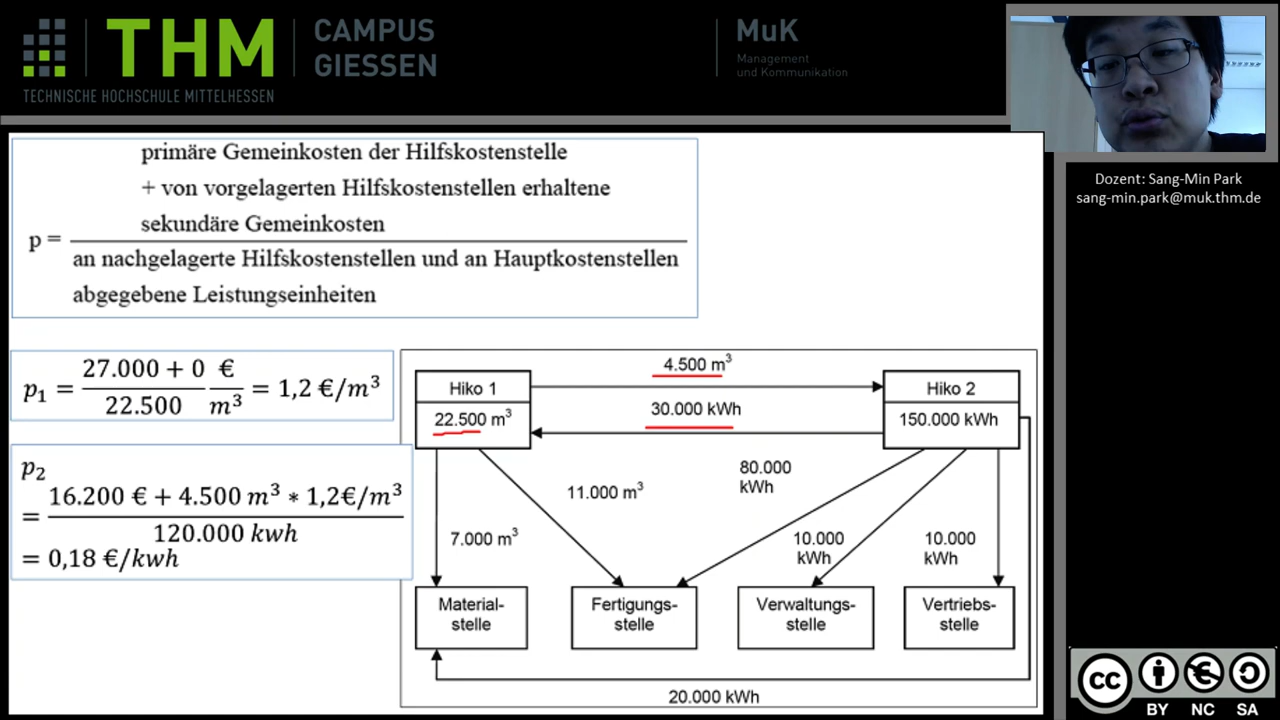 THM
CAMPUS
GIESSEN
TECHNISCHE HOCHSCHULE MITTELHESSEN
MuK
Management
und Kommunikation
Dozent: Sang-Min Park
sang-min.park@muk.thm.de
primäre Gemeinkosten der Hilfskostenstelle
+ von vorgelagerten Hilfskostenstellen erhaltene
sekundäre Gemeinkosten
p =
an nachgelagerte Hilfskostenstellen und an Hauptkostenstellen
abgegebene Leistungseinheiten
p₁ = (27.000 + 0)/22.500 €/m³ = 1,2 €/m³
p₂
= (16.200 € + 4.500 m³ * 1,2€/m³)/120.000 kwh
= 0,18 €/kwh
4.500 m³
Hiko 1
Hiko 2
30.000 kWh
22.500 m³
150.000 kWh
80.000
kWh
11.000 m³
7.000 m³
10.000
kWh
10.000
kWh
Material-
stelle
Fertigungs-
stelle
Verwaltungs-
stelle
Vertriebs-
stelle
20.000 kWh
cc
BY NC SA